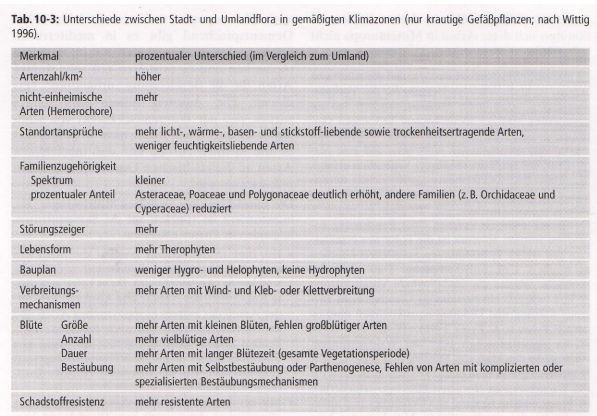 Tab. 10-3: Unterschiede zwischen Stadt- und Umlandflora in gemäßigten Klimazonen (nur krautige Gefäßpflanzen; nach Wittig
1996).
Merkmal prozentualer Unterschied (im Vergleich zum Umland)
Artenzahl/km² höher
nicht-einheimische mehr
Arten (Hemerochore)
Standortansprüche mehr licht-, wärme-, basen- und stickstoff-liebende sowie trockenheitsertragende Arten,
weniger feuchtigkeitsliebende Arten
Familienzugehörigkeit
Spektrum kleiner
prozentualer Anteil Asteraceae, Poaceae und Polygonaceae deutlich erhöht, andere Familien (z. B. Orchidaceae und
Cyperaceae) reduziert
Störungszeiger mehr
Lebensform mehr Therophyten
Bauplan weniger Hygro- und Helophyten, keine Hydrophyten
Verbreitungs- mehr Arten mit Wind- und Kleb- oder Klettverbreitung
mechanismen
Blüte Größe mehr Arten mit kleinen Blüten, Fehlen großblütiger Arten
Anzahl mehr vielblütige Arten
Dauer mehr Arten mit langer Blütezeit (gesamte Vegetationsperiode)
Bestäubung mehr Arten mit Selbstbestäubung oder Parthenogenese, Fehlen von Arten mit komplizierten oder
spezialisierten Bestäubungsmechanismen
Schadstoffresistenz mehr resistente Arten